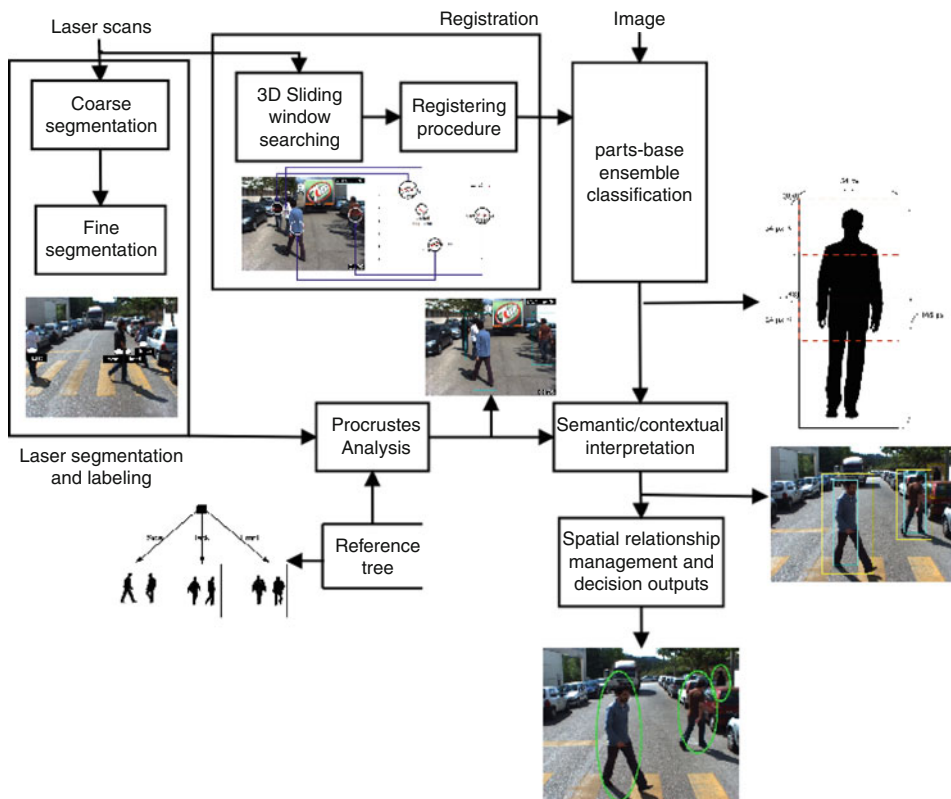 Laser scans
Registration
Image
Coarse
segmentation
3D Sliding
window
searching
Registering
procedure
parts-base
ensemble
classification
Fine
segmentation
Procrustes
Analysis
Semantic/contextual
interpretation
Laser segmentation
and labeling
Reference
tree
Spatial relationship
management and
decision outputs